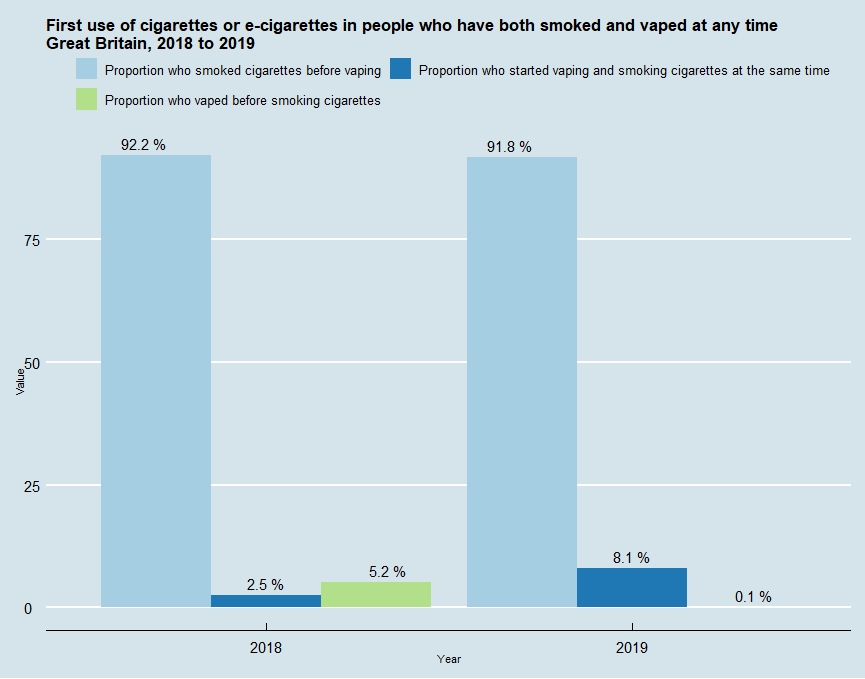 First use of cigarettes or e-cigarettes in people who have both smoked and vaped at any time
Great Britain, 2018 to 2019
Proportion who smoked cigarettes before vaping
Proportion who started vaping and smoking cigarettes at the same time
Proportion who vaped before smoking cigarettes
92.2 %
91.8 %
75
50
Value
25
8.1 %
5.2 %
2.5 %
0.1 %
0
2018
2019
Year